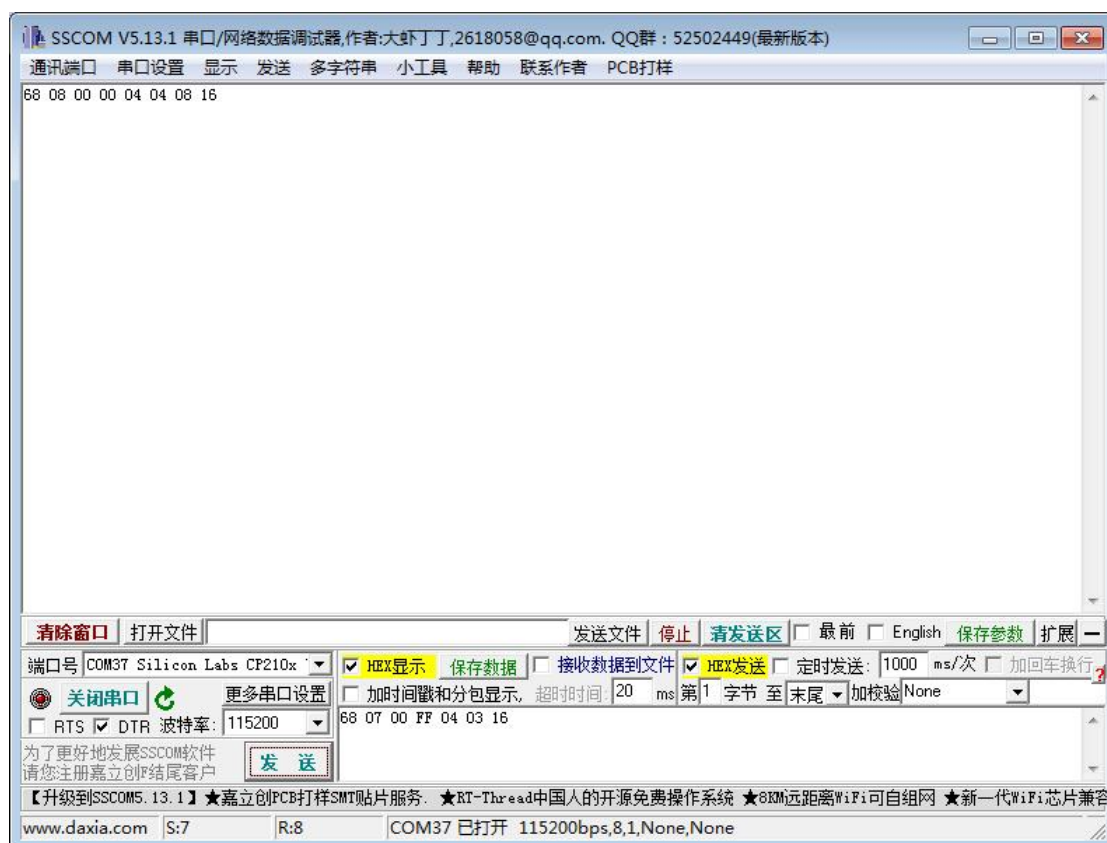 SSCOM V5.13.1 串口/网络数据调试器,作者:大虾丁丁,2618058@qq.com. QQ群：52502449(最新版本)
通讯端口 串口设置 显示 发送 多字符串 小工具 帮助 联系作者 PCB打样
68 08 00 00 04 04 08 16
清除窗口 打开文件 发送文件 停止 清发送区 最前 English 保存参数 扩展 —
端口号 COM37 Silicon Labs CP210x HEX显示 保存数据 接收数据到文件 HEX发送 定时发送: 1000 ms/次 加回车换行
关闭串口 更多串口设置 加时间戳和分包显示, 超时时间: 20 ms 第 1 字节 至 末尾 加校验 None ?
RTS DTR 波特率: 115200 68 07 00 FF 04 03 16
为了更好地发展SSCOM软件
请您注册嘉立创F结尾客户 发 送
【升级到SSCOM5.13.1】★嘉立创PCB打样SMT贴片服务. ★RT-Thread中国人的开源免费操作系统 ★8KM远距离WiFi可自组网 ★新一代WiFi芯片兼容
www.daxia.com S:7 R:8 COM37 已打开 115200bps,8,1,None,None